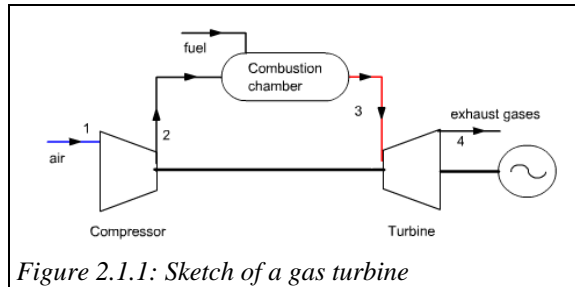 fuel
Combustion
chamber
1
air
2
3
exhaust gases
4
Compressor
Turbine
Figure 2.1.1: Sketch of a gas turbine